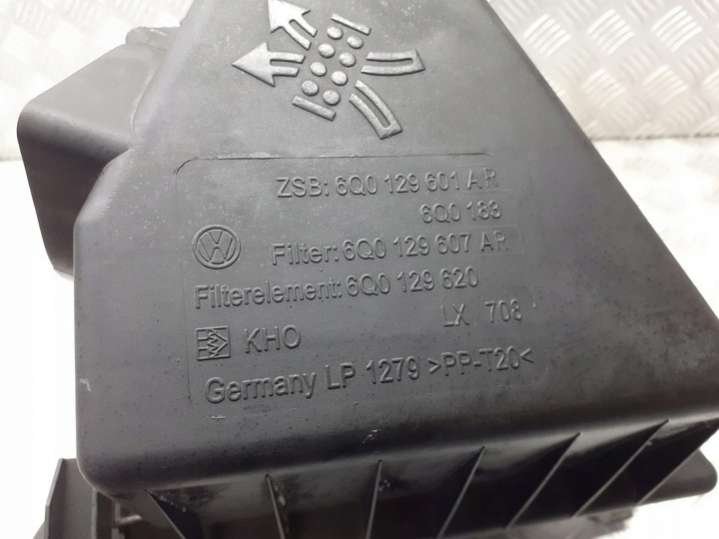 ZSB: 6Q0 129 601 AR
6Q0 183
Filter: 6Q0 129 607 AR
Filterelement: 6Q0 129 620
LX 708
KHO
Germany LP 1279 >PP-T20<